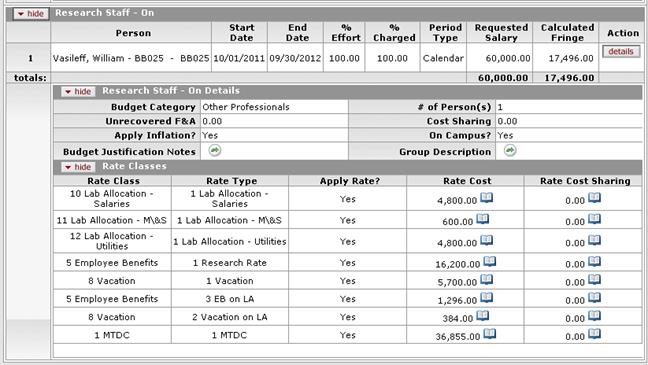 hide Research Staff - On
Person Start Date End Date % Effort % Charged Period Type Requested Salary Calculated Fringe Action
1 Vasileff, William - BB025 - BB025 10/01/2011 09/30/2012 100.00 100.00 Calendar 60,000.00 17,496.00 details
totals: 60,000.00 17,496.00
hide Research Staff - On Details
Budget Category Other Professionals # of Person(s) 1
Unrecovered F&A 0.00 Cost Sharing 0.00
Apply Inflation? Yes On Campus? Yes
Budget Justification Notes Group Description
hide Rate Classes
Rate Class Rate Type Apply Rate? Rate Cost Rate Cost Sharing
10 Lab Allocation - Salaries 1 Lab Allocation - Salaries Yes 4,800.00 0.00
11 Lab Allocation - M\&S 1 Lab Allocation - M\&S Yes 600.00 0.00
12 Lab Allocation - Utilities 1 Lab Allocation - Utilities Yes 4,800.00 0.00
5 Employee Benefits 1 Research Rate Yes 16,200.00 0.00
8 Vacation 1 Vacation Yes 5,700.00 0.00
5 Employee Benefits 3 EB on LA Yes 1,296.00 0.00
8 Vacation 2 Vacation on LA Yes 384.00 0.00
1 MTDC 1 MTDC Yes 36,855.00 0.00